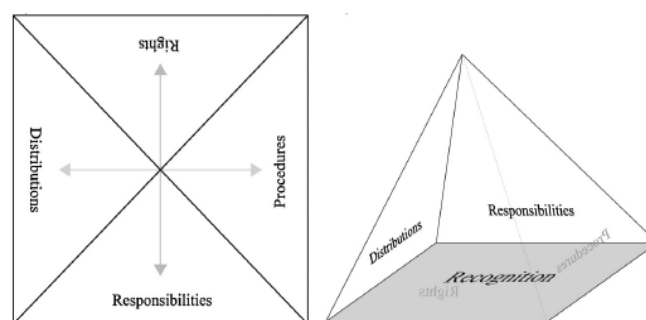 Rights
Distributions
Procedures
Responsibilities
Responsibilities
Distributions
Procedures
Recognition
Rights